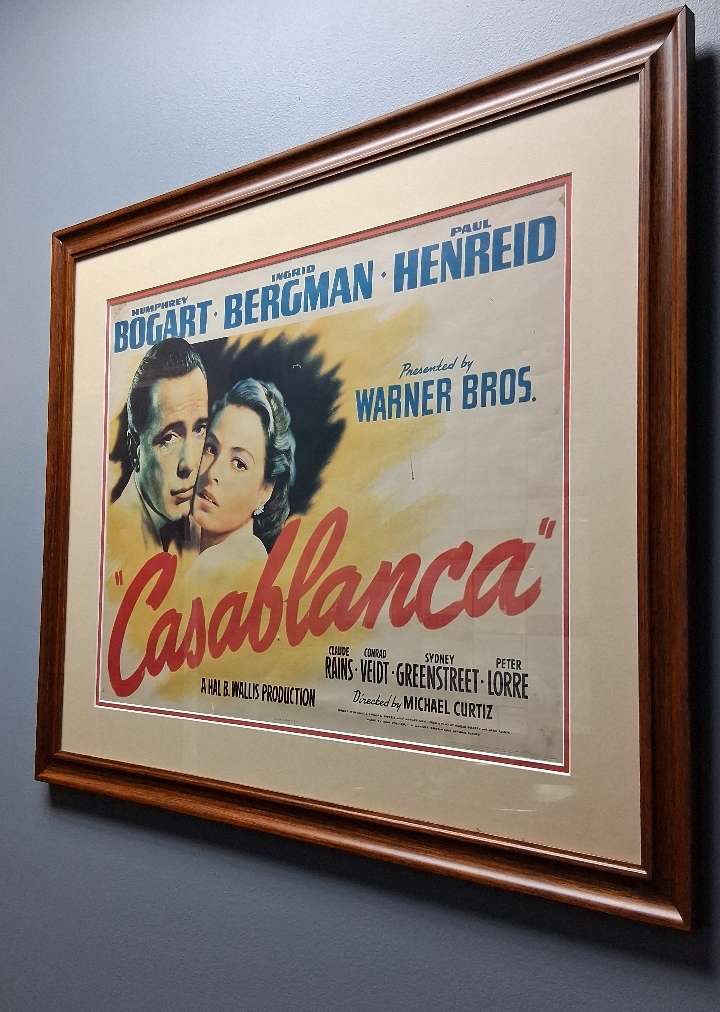 HUMPHREY INGRID PAUL
BOGART · BERGMAN · HENREID
Presented by
WARNER BROS.
"Casablanca"
CLAUDE CONRAD SYDNEY PETER
RAINS · VEIDT · GREENSTREET · LORRE
A HAL B. WALLIS PRODUCTION
Directed by MICHAEL CURTIZ